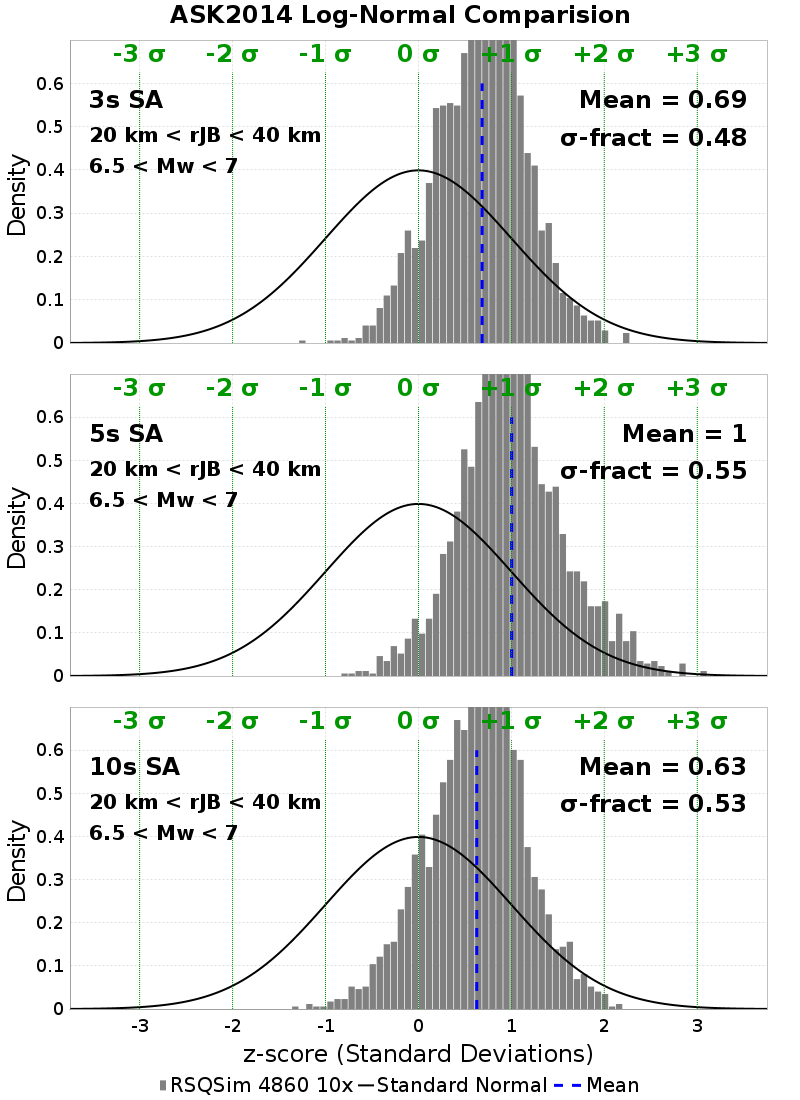 ASK2014 Log-Normal Comparision
-3 σ -2 σ -1 σ 0 σ +1 σ +2 σ +3 σ
3s SA
20 km < rJB < 40 km
6.5 < Mw < 7
Mean = 0.69
σ-fract = 0.48
Density
0.6
0.5
0.4
0.3
0.2
0.1
0
-3 σ -2 σ -1 σ 0 σ +1 σ +2 σ +3 σ
5s SA
20 km < rJB < 40 km
6.5 < Mw < 7
Mean = 1
σ-fract = 0.55
Density
0.6
0.5
0.4
0.3
0.2
0.1
0
-3 σ -2 σ -1 σ 0 σ +1 σ +2 σ +3 σ
10s SA
20 km < rJB < 40 km
6.5 < Mw < 7
Mean = 0.63
σ-fract = 0.53
Density
0.6
0.5
0.4
0.3
0.2
0.1
0
-3 -2 -1 0 1 2 3
z-score (Standard Deviations)
RSQSim 4860 10x Standard Normal Mean